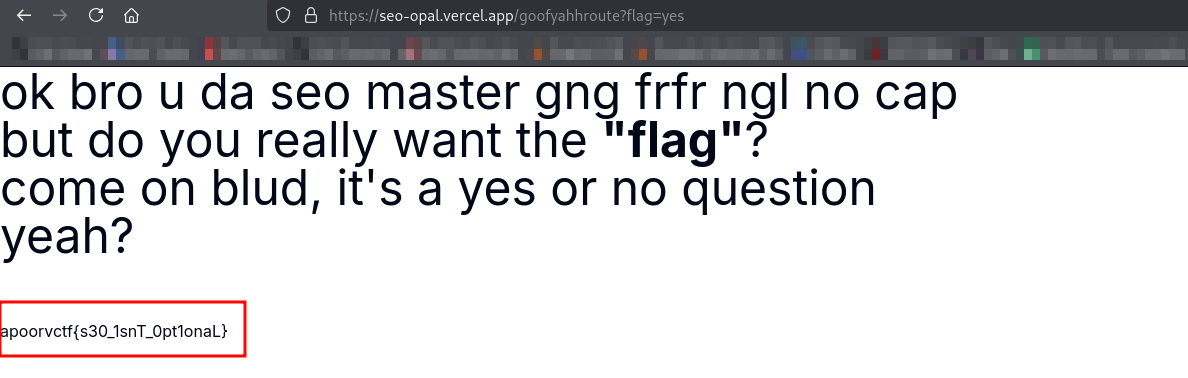 https://seo-opal.vercel.app/goofyahhroute?flag=yes
ok bro u da seo master gng frfr ngl no cap
but do you really want the "flag"?
come on blud, it's a yes or no question
yeah?
apoorvctf{s30_1snT_0pt1onaL}